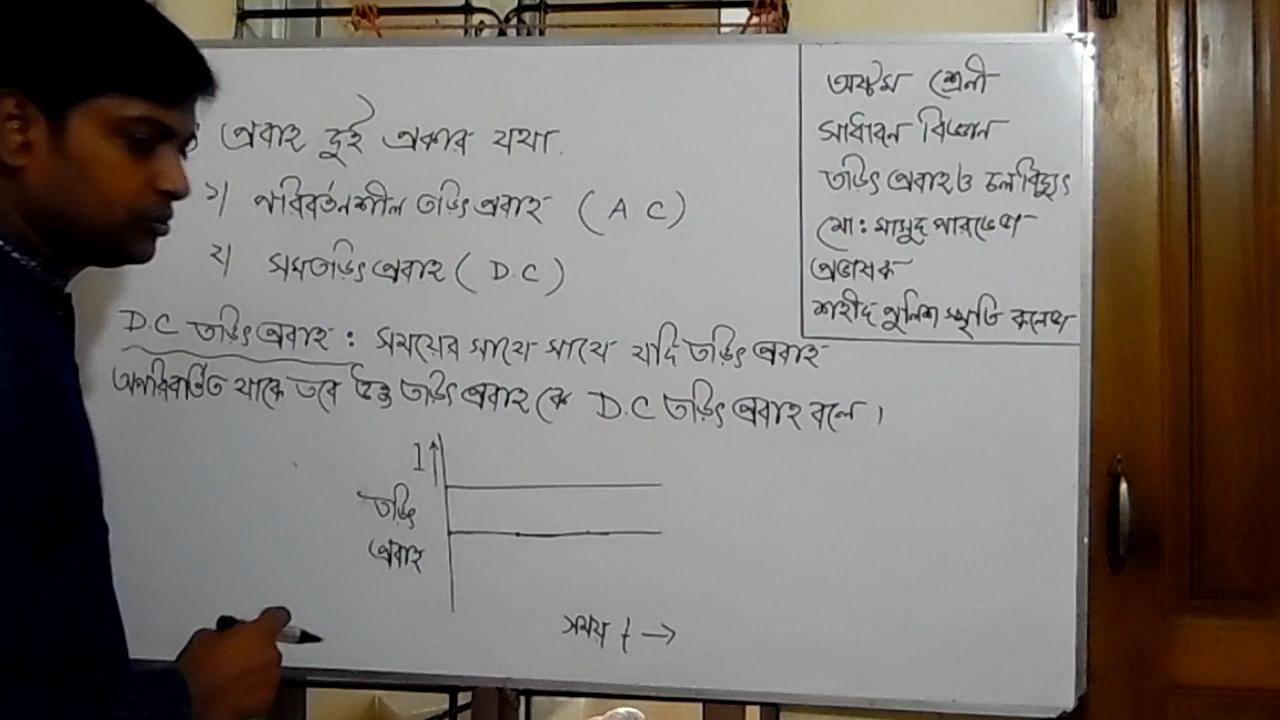 প্রবাহ দুই প্রকার যথা.
১) পরিবর্তনশীল তড়িৎ প্রবাহ (A C)
২) সমতড়িৎ প্রবাহ (D.C)
D.C তড়িৎ প্রবাহ : সময়ের সাথে সাথে যদি তড়িৎ প্রবাহ
অপরিবর্তিত থাকে তবে উক্ত তড়িৎ প্রবাহ কে D.C তড়িৎ প্রবাহ বলে।
I
তড়িৎ
প্রবাহ
সময় t →
অষ্টম শ্রেনী
সাধারন বিজ্ঞান
তড়িৎ প্রবাহ ও চলবিদ্যুৎ
মো: মাসুদ পারভেজ
প্রভাষক
শহীদ পুলিশ স্মৃতি কলেজ